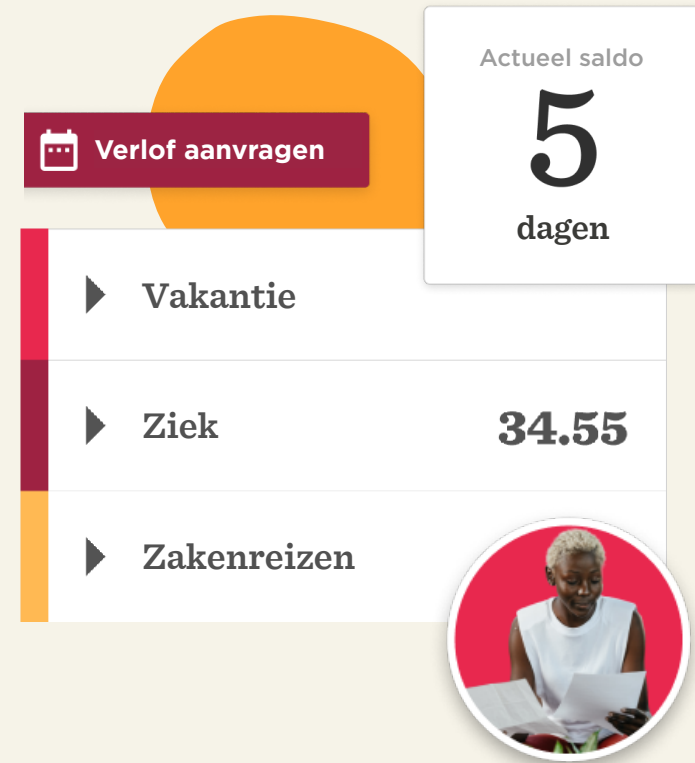 Actueel saldo
5
dagen
Verlof aanvragen
Vakantie
Ziek 34.55
Zakenreizen